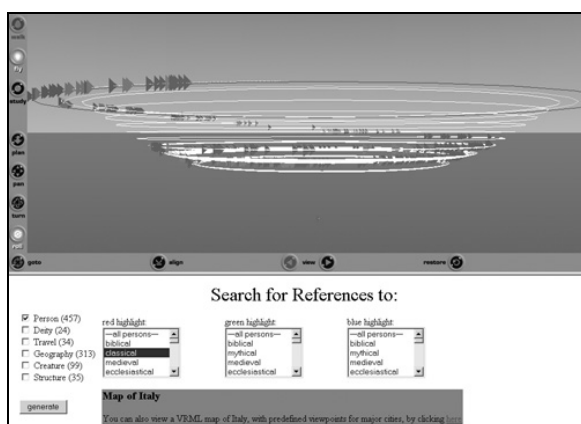 walk
fly
study
plan
pan
turn
roll
goto
align
view
restore
Search for References to:
Person (457)
Deity (24)
Travel (34)
Geography (313)
Creature (99)
Structure (35)
generate
red highlight:
---all persons---
biblical
classical
medieval
ecclesiastical
green highlight:
---all persons---
biblical
mythical
medieval
ecclesiastical
blue highlight:
---all persons---
biblical
mythical
medieval
ecclesiastical
Map of Italy
You can also view a VRML map of Italy, with predefined viewpoints for major cities, by clicking here